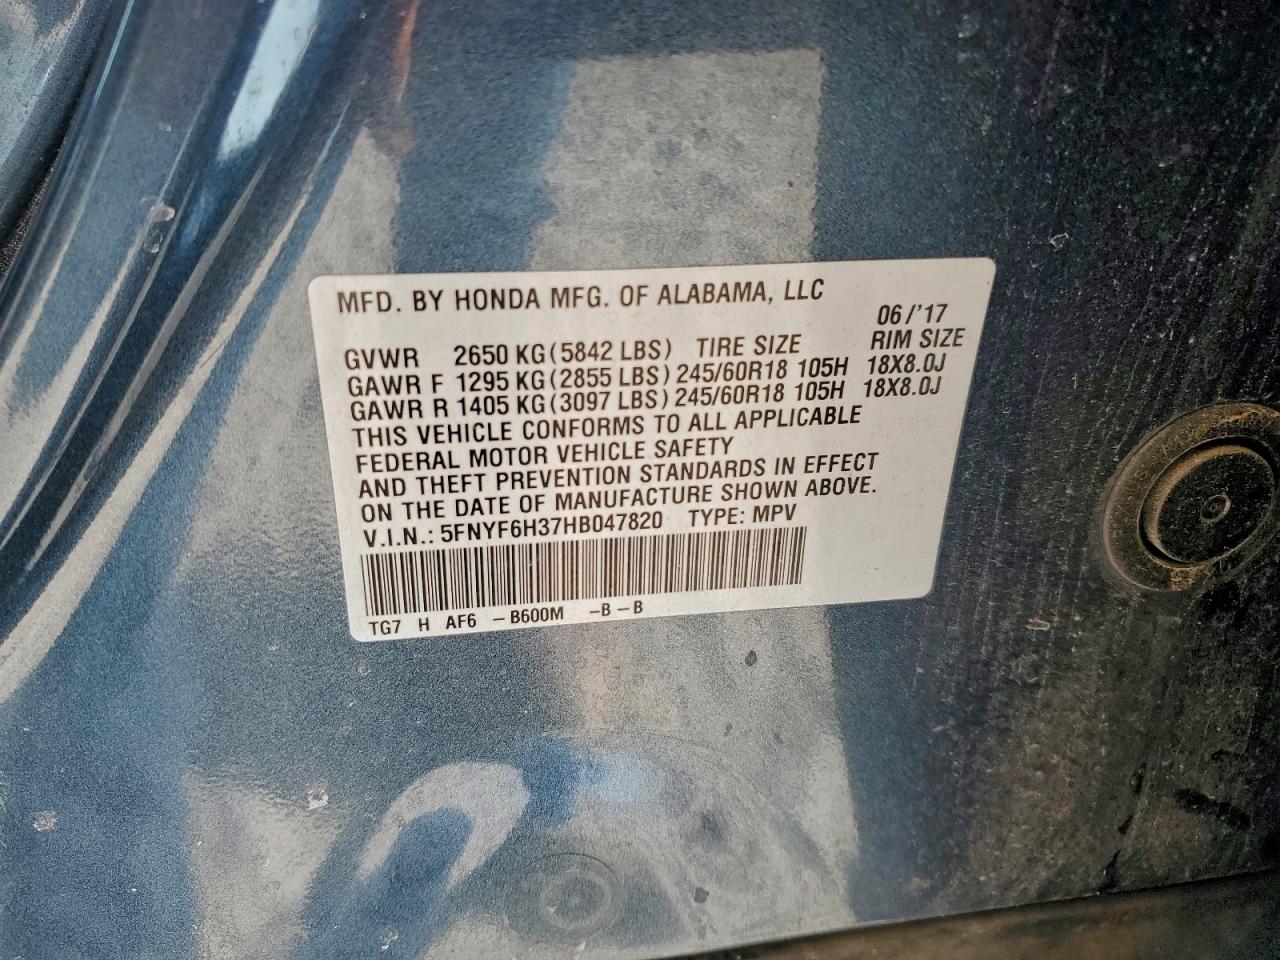 MFD. BY HONDA MFG. OF ALABAMA, LLC
06/'17
GVWR 2650 KG (5842 LBS) TIRE SIZE RIM SIZE
GAWR F 1295 KG (2855 LBS) 245/60R18 105H 18X8.0J
GAWR R 1405 KG (3097 LBS) 245/60R18 105H 18X8.0J
THIS VEHICLE CONFORMS TO ALL APPLICABLE
FEDERAL MOTOR VEHICLE SAFETY
AND THEFT PREVENTION STANDARDS IN EFFECT
ON THE DATE OF MANUFACTURE SHOWN ABOVE.
V.I.N.: 5FNYF6H37HB047820 TYPE: MPV
TG7 H AF6 -B600M -B-B